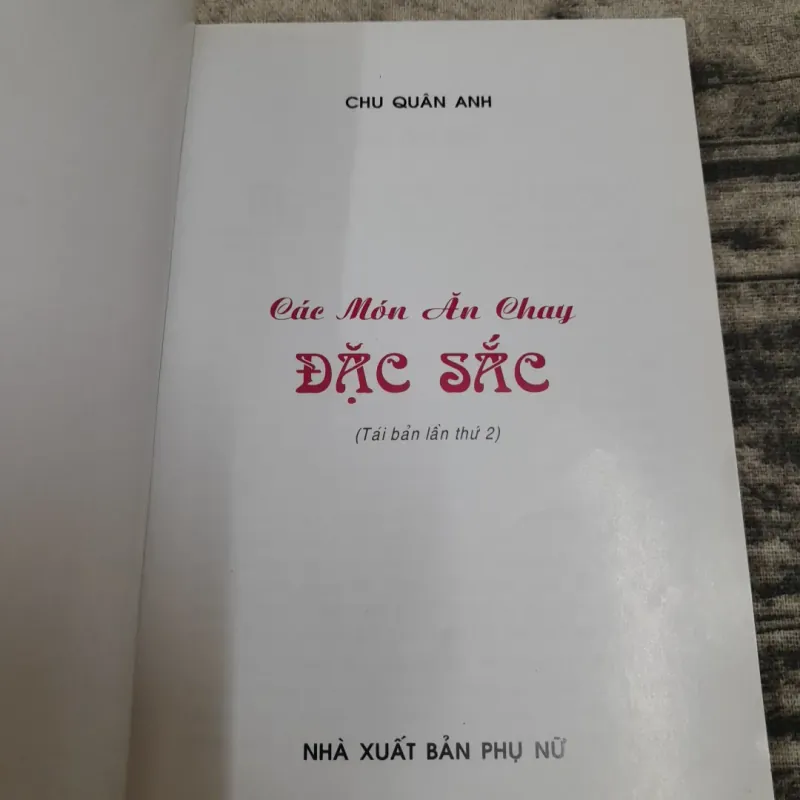 CHU QUÂN ANH
Các Món Ăn Chay
ĐẶC SẮC
(Tái bản lần thứ 2)
NHÀ XUẤT BẢN PHỤ NỮ